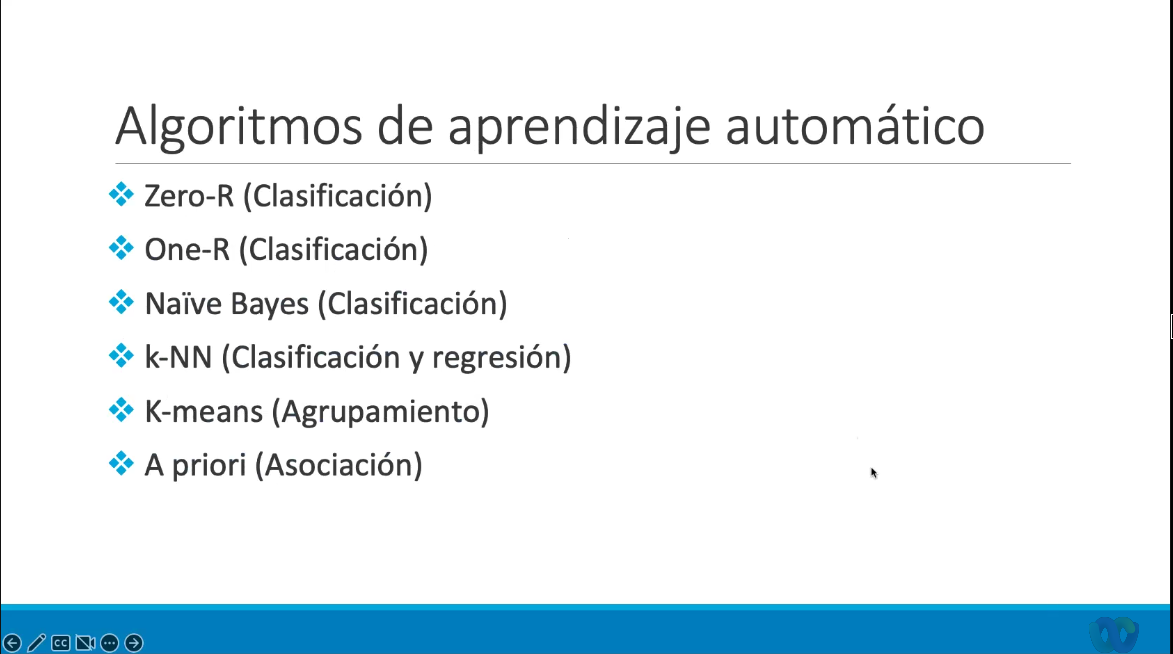 Algoritmos de aprendizaje automático
Zero-R (Clasificación)
One-R (Clasificación)
Naïve Bayes (Clasificación)
k-NN (Clasificación y regresión)
K-means (Agrupamiento)
A priori (Asociación)
CC